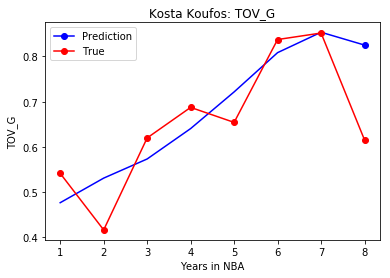 Kosta Koufos: TOV_G
Prediction
True
0.8
0.7
0.6
0.5
0.4
TOV_G
1 2 3 4 5 6 7 8
Years in NBA